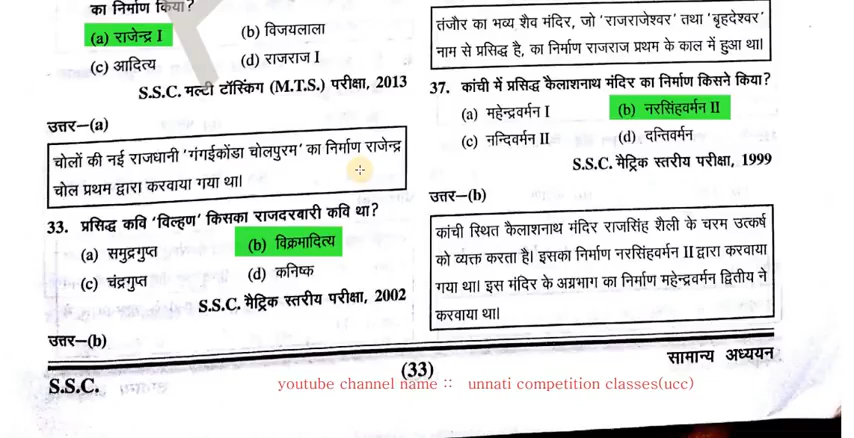 का निर्माण किया?
(a) राजेन्द्र I (b) विजयलाला
(c) आदित्य (d) राजराज I
S.S.C. मल्टी टॉस्किंग (M.T.S.) परीक्षा, 2013
उत्तर–(a)
चोलों की नई राजधानी 'गंगईकोंडा चोलपुरम' का निर्माण राजेन्द्र
चोल प्रथम द्वारा करवाया गया था।
33. प्रसिद्ध कवि 'विल्हण' किसका राजदरबारी कवि था?
(a) समुद्रगुप्त (b) विक्रमादित्य
(c) चंद्रगुप्त (d) कनिष्क
S.S.C. मैट्रिक स्तरीय परीक्षा, 2002
उत्तर–(b)
तंजौर का भव्य शैव मंदिर, जो 'राजराजेश्वर' तथा 'बृहदेश्वर'
नाम से प्रसिद्ध है, का निर्माण राजराज प्रथम के काल में हुआ था।
37. कांची में प्रसिद्ध कैलाशनाथ मंदिर का निर्माण किसने किया?
(a) महेन्द्रवर्मन I (b) नरसिंहवर्मन II
(c) नन्दिवर्मन II (d) दन्तिवर्मन
S.S.C. मैट्रिक स्तरीय परीक्षा, 1999
उत्तर–(b)
कांची स्थित कैलाशनाथ मंदिर राजसिंह शैली के चरम उत्कर्ष
को व्यक्त करता है। इसका निर्माण नरसिंहवर्मन II द्वारा करवाया
गया था। इस मंदिर के अग्रभाग का निर्माण महेन्द्रवर्मन द्वितीय ने
करवाया था।
S.S.C. (33) सामान्य अध्ययन
youtube channel name :: unnati competition classes(ucc)